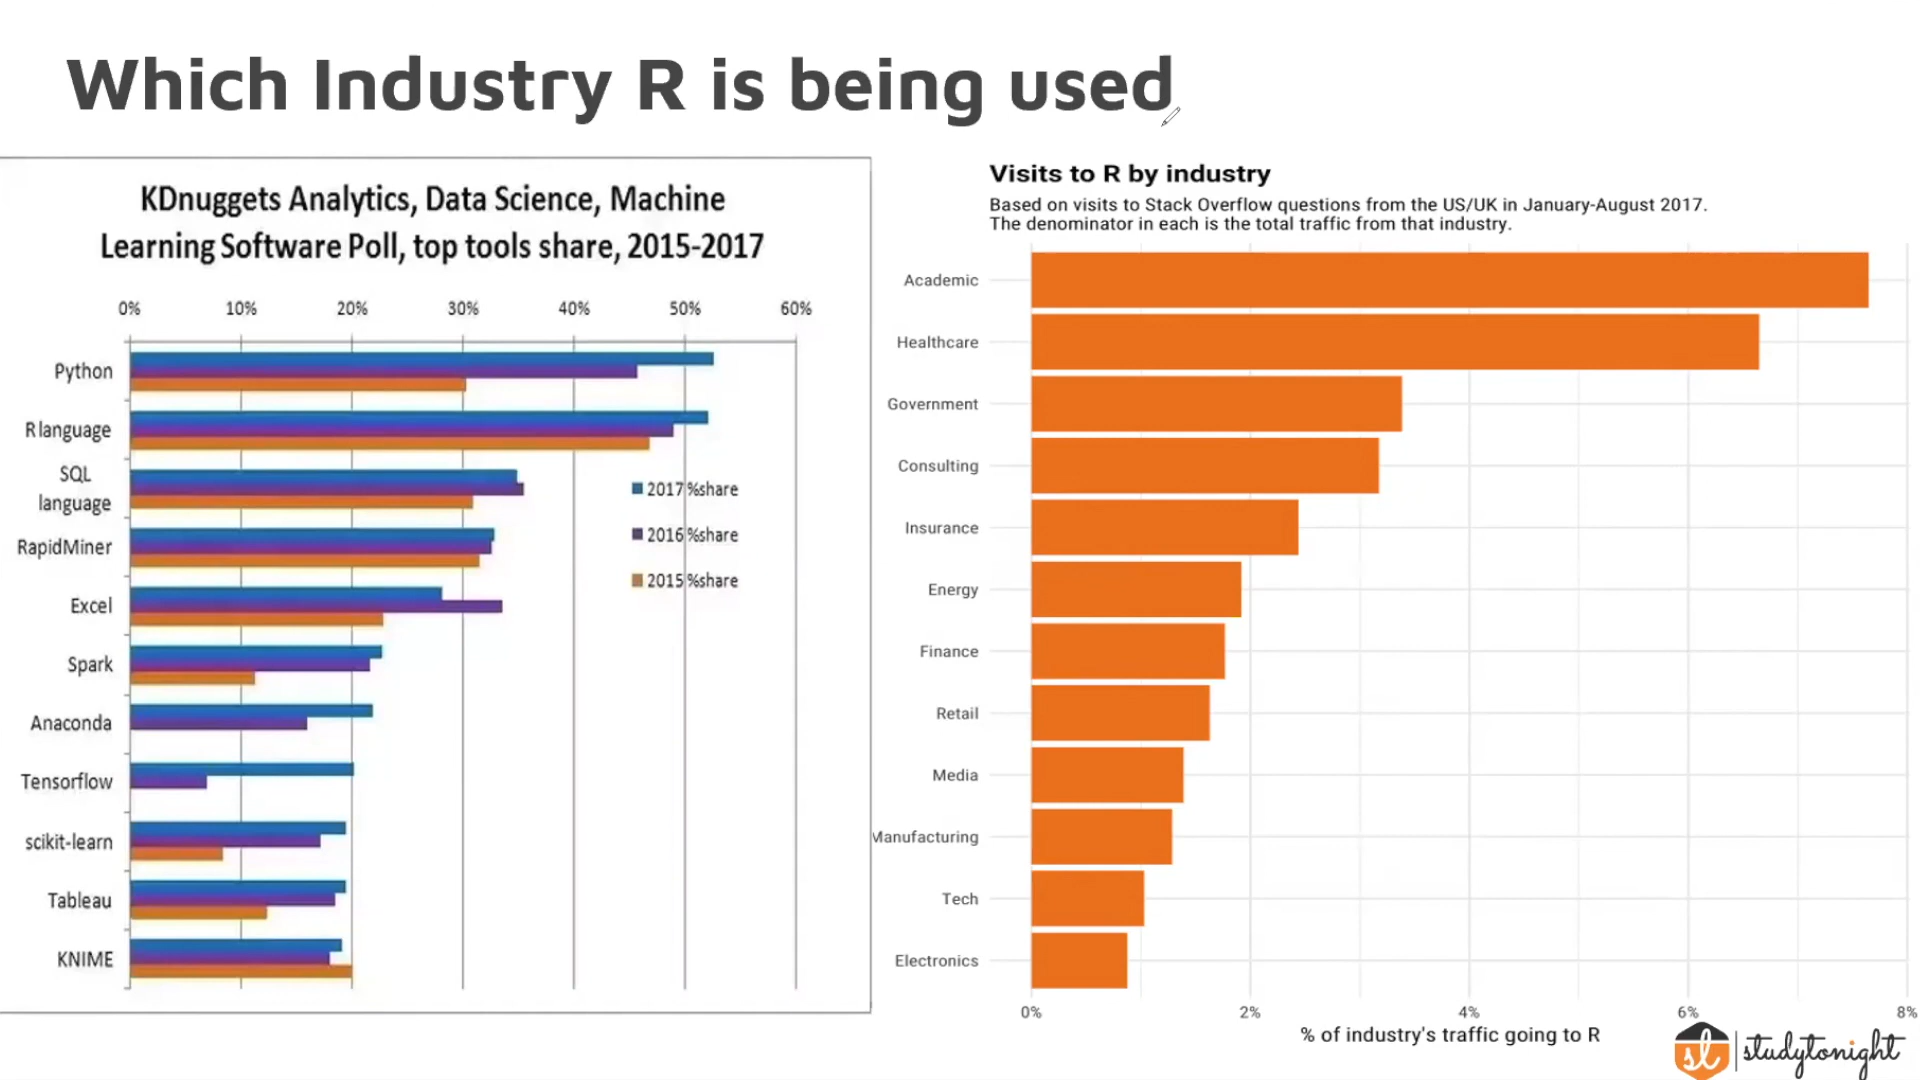 Which Industry R is being used
KDnuggets Analytics, Data Science, Machine
Learning Software Poll, top tools share, 2015-2017
0% 10% 20% 30% 40% 50% 60%
Python
R language
SQL
language
RapidMiner
Excel
Spark
Anaconda
Tensorflow
scikit-learn
Tableau
KNIME
2017 %share
2016 %share
2015 %share
Visits to R by industry
Based on visits to Stack Overflow questions from the US/UK in January-August 2017.
The denominator in each is the total traffic from that industry.
Academic
Healthcare
Government
Consulting
Insurance
Energy
Finance
Retail
Media
Manufacturing
Tech
Electronics
0% 2% 4% 6% 8%
% of industry's traffic going to R
st studytonight